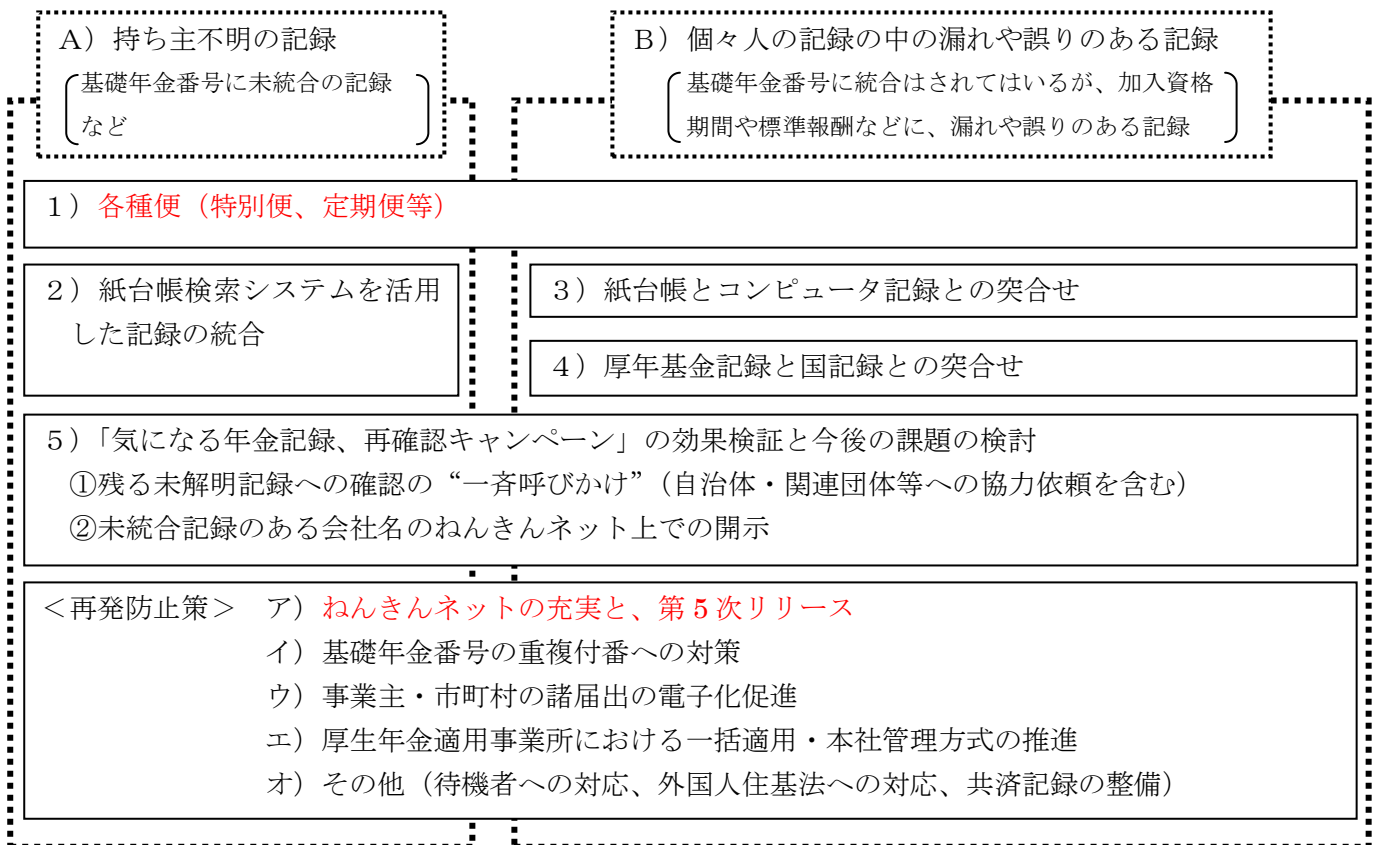 A)持ち主不明の記録
基礎年金番号に未統合の記録
など
B)個々人の記録の中の漏れや誤りのある記録
基礎年金番号に統合はされてはいるが、加入資格
期間や標準報酬などに、漏れや誤りのある記録
1)各種便(特別便、定期便等)
2)紙台帳検索システムを活用
した記録の統合
3)紙台帳とコンピュータ記録との突合せ
4)厚年基金記録と国記録との突合せ
5)「気になる年金記録、再確認キャンペーン」の効果検証と今後の課題の検討
①残る未解明記録への確認の“一斉呼びかけ”(自治体・関連団体等への協力依頼を含む)
②未統合記録のある会社名のねんきんネット上での開示
<再発防止策> ア)ねんきんネットの充実と、第5次リリース
イ)基礎年金番号の重複付番への対策
ウ)事業主・市町村の諸届出の電子化促進
エ)厚生年金適用事業所における一括適用・本社管理方式の推進
オ)その他(待機者への対応、外国人住基法への対応、共済記録の整備)